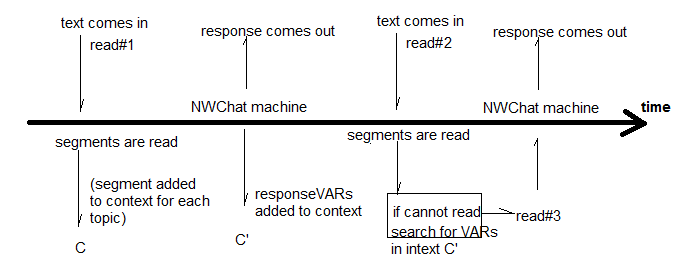 text comes in
read#1
response comes out
text comes in
read#2
response comes out
NWChat machine
NWChat machine
time
segments are read
segments are read
(segment added
to context for each
topic)
C
responseVARs
added to context
C'
if cannot read
search for VARs
in intext C'
read#3